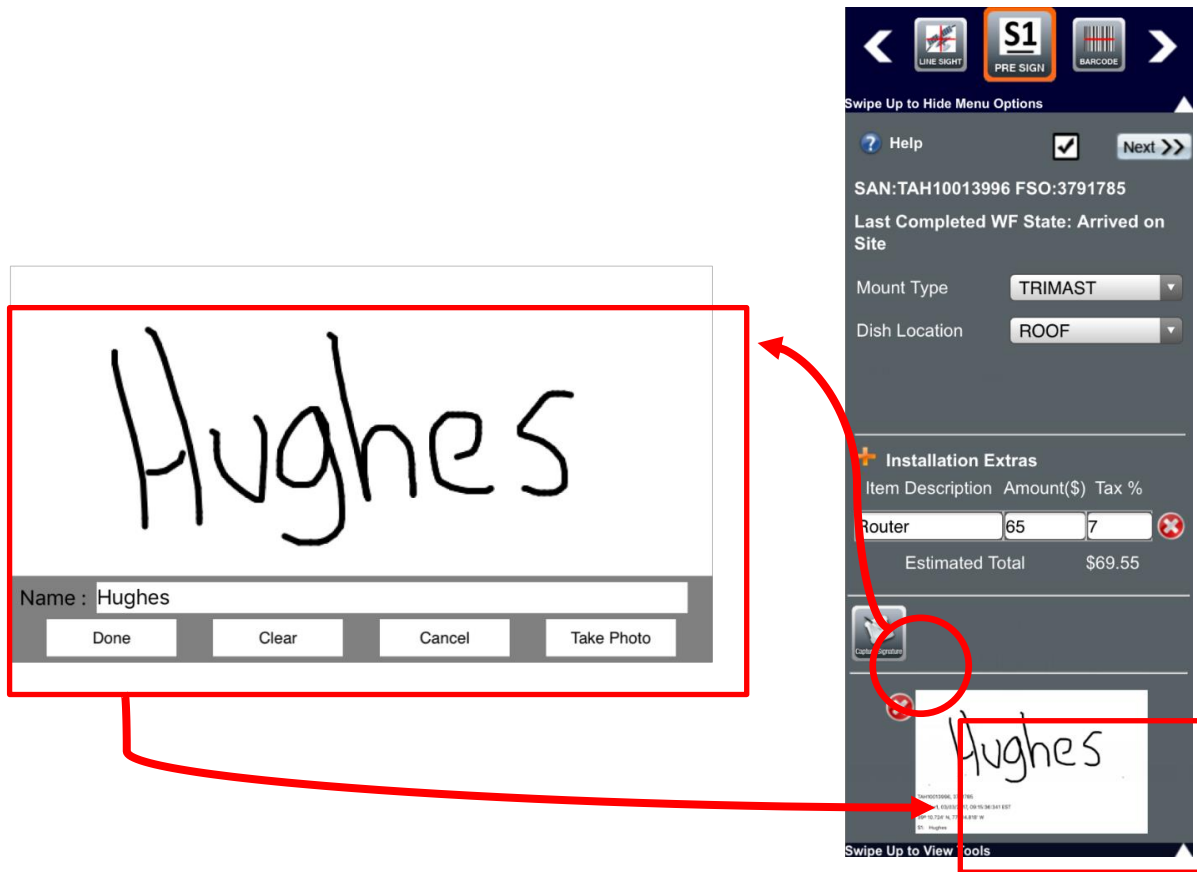 Hughes
Name : Hughes
Done Clear Cancel Take Photo
LINE SIGHT
S1
PRE SIGN
BARCODE
Swipe Up to Hide Menu Options
? Help
Next >>
SAN:TAH10013996 FSO:3791785
Last Completed WF State: Arrived on
Site
Mount Type TRIMAST
Dish Location ROOF
+ Installation Extras
Item Description Amount($) Tax %
Router 65 7
Estimated Total $69.55
Capture Signature
Hughes
TAH10013996,
S1: Hughes
Swipe Up to View Tools